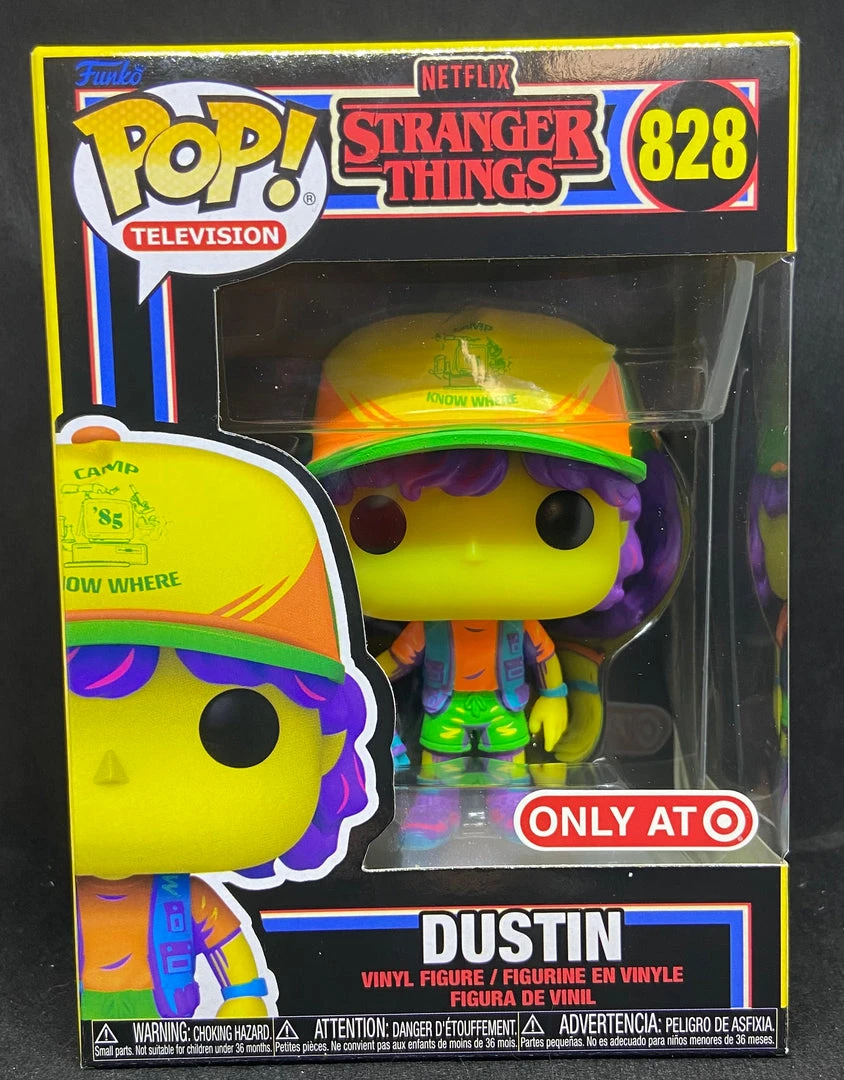 Funko
NETFLIX
POP!®
STRANGER
THINGS
828
TELEVISION
CAMP
KNOW WHERE
CAMP
'85
OW WHERE
ONLY AT
DUSTIN
VINYL FIGURE / FIGURINE EN VINYLE
FIGURA DE VINIL
WARNING: CHOKING HAZARD.
Small parts. Not suitable for children under 36 months.
ATTENTION: DANGER D'ÉTOUFFEMENT.
Petites pièces. Ne convient pas aux enfants de moins de 36 mois.
ADVERTENCIA: PELIGRO DE ASFIXIA.
Partes pequeñas. No es adecuado para niños menores de 36 meses.